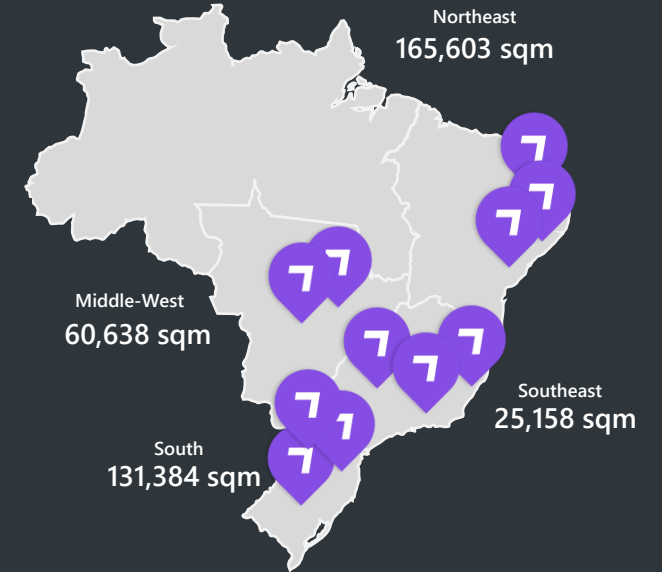 Northeast
165,603 sqm
Middle-West
60,638 sqm
Southeast
25,158 sqm
South
131,384 sqm